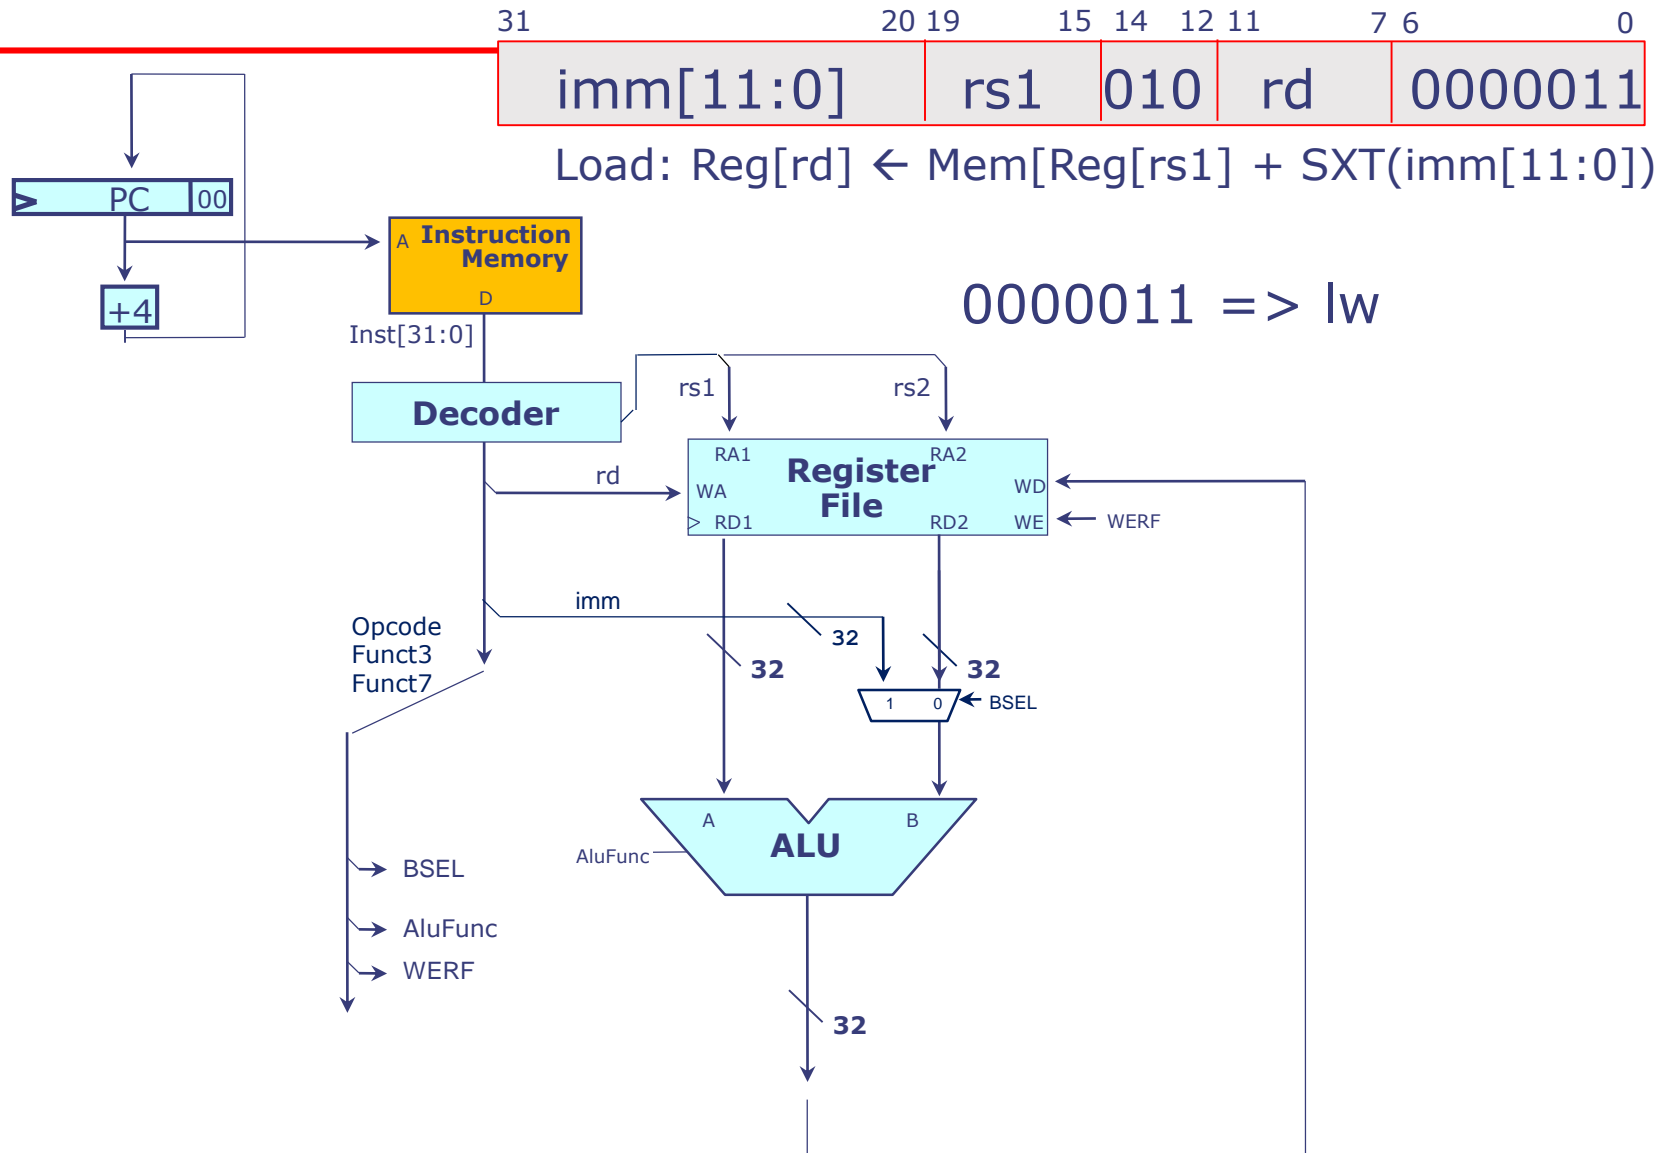 31 20 19 15 14 12 11 7 6 0
imm[11:0] rs1 010 rd 0000011
Load: Reg[rd] ← Mem[Reg[rs1] + SXT(imm[11:0])
PC 00
A Instruction
Memory
D
+4
0000011 => lw
Inst[31:0]
rs1 rs2
Decoder
RA1 RA2
rd
Register
File
WA WD
RD1 RD2 WE
WERF
imm
32
Opcode
Funct3
Funct7
32 32
1 0 BSEL
A B
ALU
AluFunc
BSEL
AluFunc
WERF
32